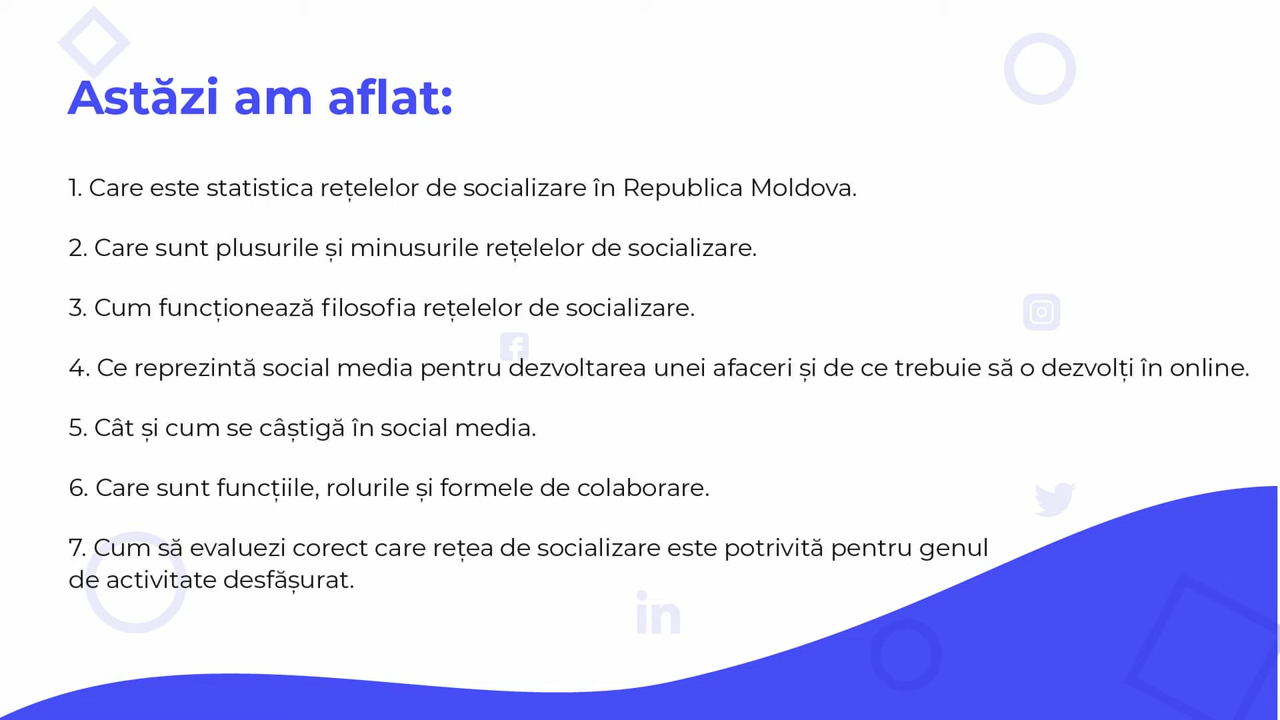 Astăzi am aflat:
1. Care este statistica rețelelor de socializare în Republica Moldova.
2. Care sunt plusurile și minusurile rețelelor de socializare.
3. Cum funcționează filosofia rețelelor de socializare.
4. Ce reprezintă social media pentru dezvoltarea unei afaceri și de ce trebuie să o dezvolți în online.
5. Cât și cum se câștigă în social media.
6. Care sunt funcțiile, rolurile și formele de colaborare.
7. Cum să evaluezi corect care rețea de socializare este potrivită pentru genul
de activitate desfășurat.
in